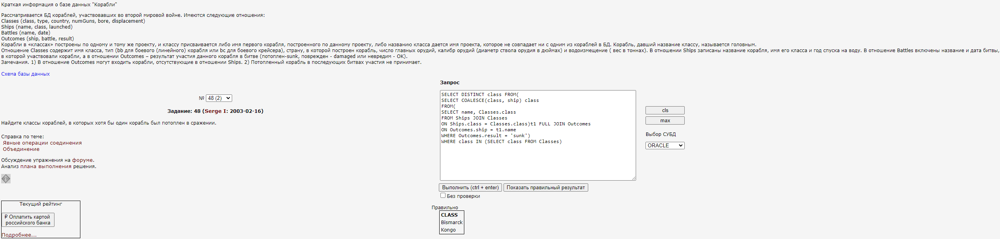 Краткая информация о базе данных "Корабли"
Рассматривается БД кораблей, участвовавших во второй мировой войне. Имеются следующие отношения:
Classes (class, type, country, numGuns, bore, displacement)
Ships (name, class, launched)
Battles (name, date)
Outcomes (ship, battle, result)
Корабли в «классах» построены по одному и тому же проекту, и классу присваивается либо имя первого корабля, построенного по данному проекту, либо названию класса дается имя проекта, которое не совпадает ни с одним из кораблей в БД. Корабль, давший название классу, называется головным.
Отношение Classes содержит имя класса, тип (bb для боевого (линейного) корабля или bc для боевого крейсера), страну, в которой построен корабль, число главных орудий, калибр орудий (диаметр ствола орудия в дюймах) и водоизмещение ( вес в тоннах). В отношении Ships записаны название корабля, имя его класса и год спуска на воду. В отношение Battles включены название и дата битвы,
в которой участвовали корабли, а в отношении Outcomes – результат участия данного корабля в битве (потоплен-sunk, поврежден - damaged или невредим - OK).
Замечания. 1) В отношение Outcomes могут входить корабли, отсутствующие в отношении Ships. 2) Потопленный корабль в последующих битвах участия не принимает.
Схема базы данных
№ 48 (2)
Задание: 48 (Serge I: 2003-02-16)
Найдите классы кораблей, в которых хотя бы один корабль был потоплен в сражении.
Справка по теме:
Явные операции соединения
Объединение
Обсуждение упражнения на форуме.
Анализ плана выполнения решения.
Текущий рейтинг
₽ Оплатить картой
российского банка
Подробнее...
Запрос
SELECT DISTINCT class FROM(
SELECT COALESCE(class, ship) class
FROM(
SELECT name, Classes.class
FROM Ships JOIN Classes
ON Ships.class = Classes.class)t1 FULL JOIN Outcomes
ON Outcomes.ship = t1.name
WHERE Outcomes.result = 'sunk')
WHERE class IN (SELECT class FROM Classes)
cls
max
Выбор СУБД
ORACLE
Выполнить (ctrl + enter) Показать правильный результат
Без проверки
Правильно
CLASS
Bismarck
Kongo